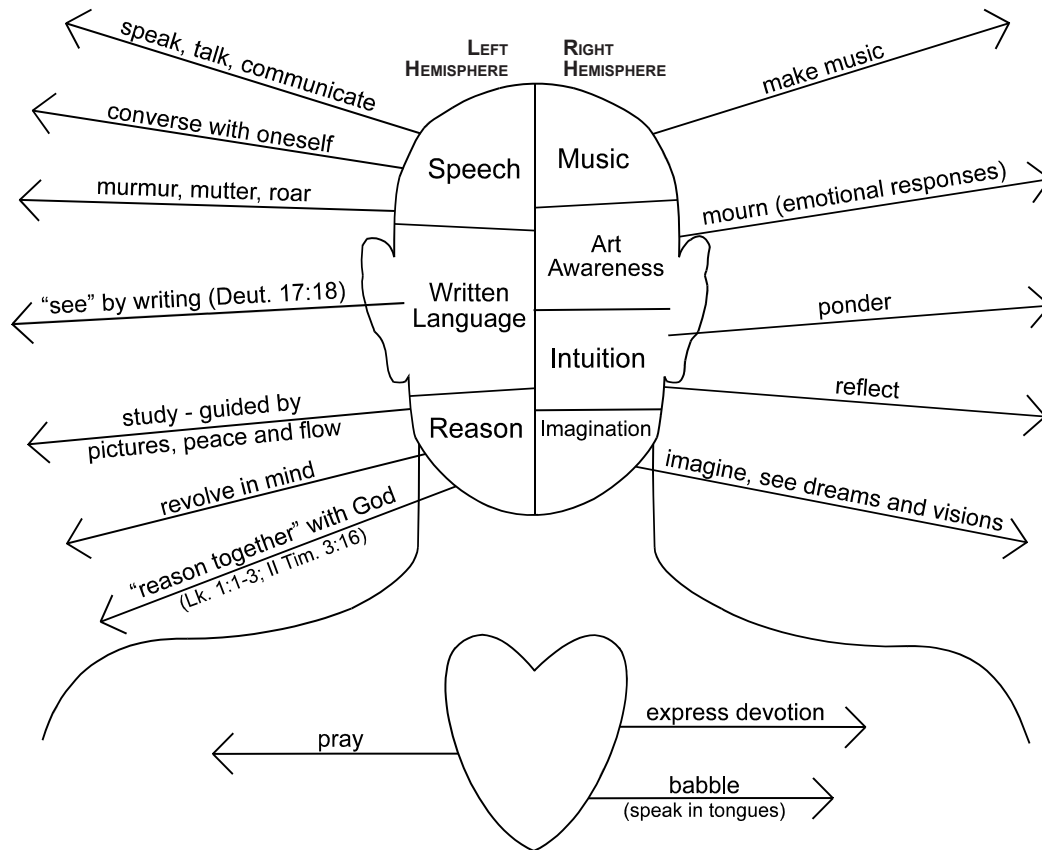 LEFT
HEMISPHERE
RIGHT
HEMISPHERE
speak, talk, communicate
converse with oneself
murmur, mutter, roar
“see” by writing (Deut. 17:18)
study - guided by
pictures, peace and flow
revolve in mind
“reason together” with God
(Lk. 1:1-3; II Tim. 3:16)
Speech
Written
Language
Reason
Music
Art
Awareness
Intuition
Imagination
make music
mourn (emotional responses)
ponder
reflect
imagine, see dreams and visions
pray
express devotion
babble
(speak in tongues)